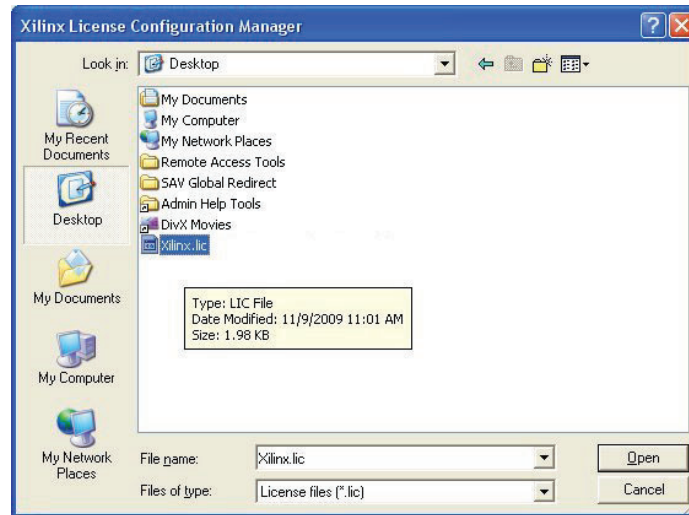 Xilinx License Configuration Manager
Look in: Desktop
My Documents
My Computer
My Network Places
Remote Access Tools
SAV Global Redirect
Admin Help Tools
DivX Movies
Xilinx.lic
Type: LIC File
Date Modified: 11/9/2009 11:01 AM
Size: 1.98 KB
My Recent
Documents
Desktop
My Documents
My Computer
My Network
Places
File name: Xilinx.lic Open
Files of type: License files (*.lic) Cancel